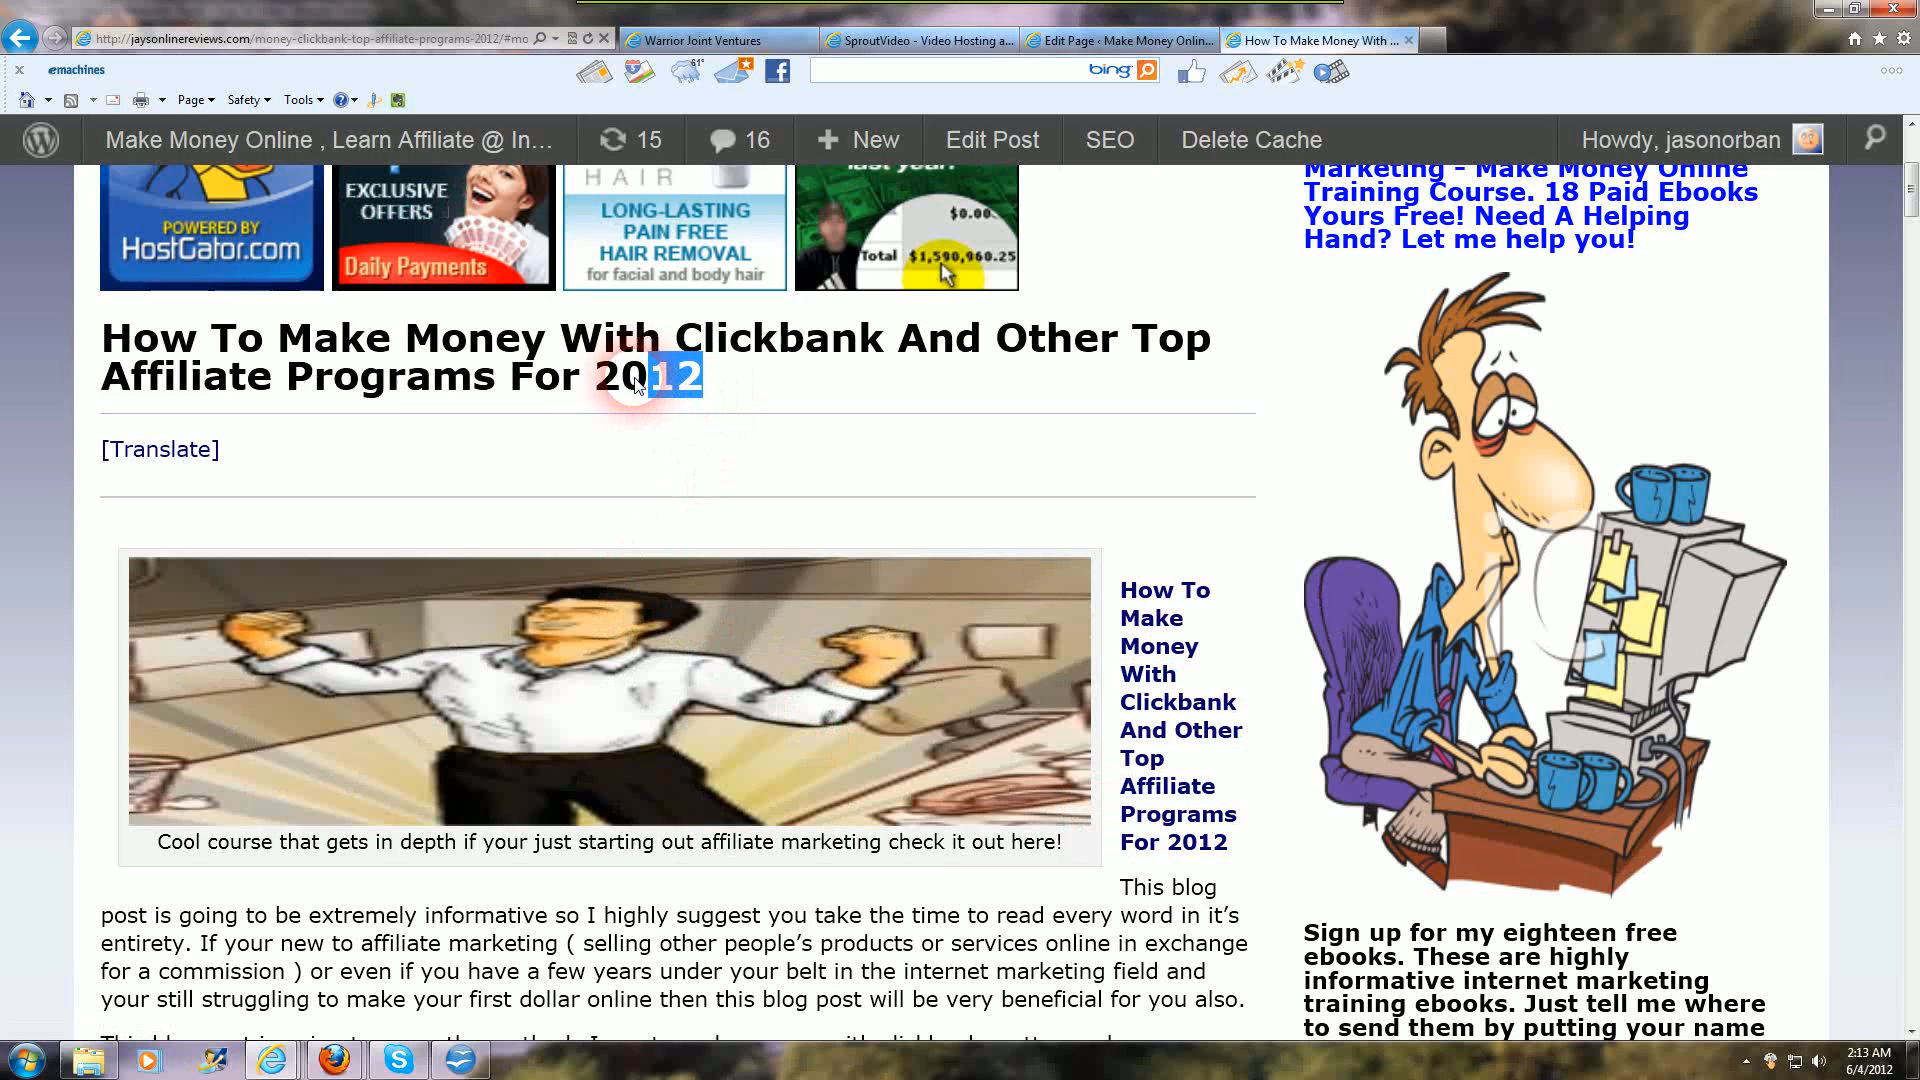 http://jaysonlinereviews.com/money-clickbank-top-affiliate-programs-2012/#mo
Warrior Joint Ventures
SproutVideo - Video Hosting a...
Edit Page ‹ Make Money Onlin...
How To Make Money With ...
emachines
61°
bing
Page
Safety
Tools
Make Money Online , Learn Affiliate @ In...
15
16
New
Edit Post
SEO
Delete Cache
Howdy, jasonorban
POWERED BY
HostGator.com
EXCLUSIVE
OFFERS
Daily Payments
HAIR
LONG-LASTING
PAIN FREE
HAIR REMOVAL
for facial and body hair
last year!
$0.00
Total $1,590,960.25
Marketing - Make Money Online
Training Course. 18 Paid Ebooks
Yours Free! Need A Helping
Hand? Let me help you!
How To Make Money With Clickbank And Other Top
Affiliate Programs For 2012
[Translate]
Cool course that gets in depth if your just starting out affiliate marketing check it out here!
How To
Make
Money
With
Clickbank
And Other
Top
Affiliate
Programs
For 2012
This blog
post is going to be extremely informative so I highly suggest you take the time to read every word in it's
entirety. If your new to affiliate marketing ( selling other people's products or services online in exchange
for a commission ) or even if you have a few years under your belt in the internet marketing field and
your still struggling to make your first dollar online then this blog post will be very beneficial for you also.
Sign up for my eighteen free
ebooks. These are highly
informative internet marketing
training ebooks. Just tell me where
to send them by putting your name
2:13 AM
6/4/2012